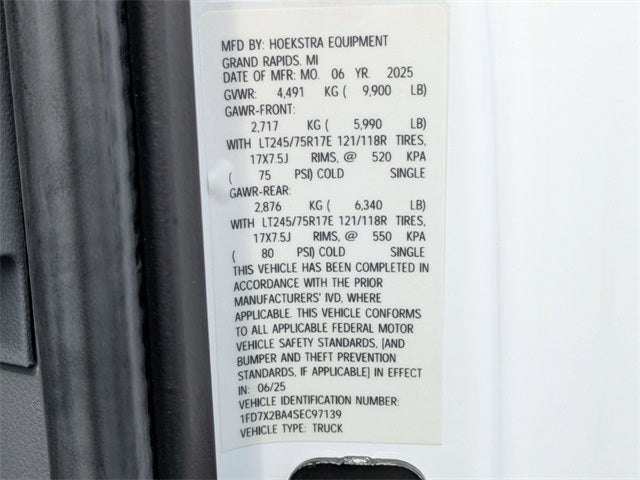 MFD BY: HOEKSTRA EQUIPMENT
GRAND RAPIDS, MI
DATE OF MFR: MO. 06 YR. 2025
GVWR: 4,491 KG ( 9,900 LB)
GAWR-FRONT:
2,717 KG ( 5,990 LB)
WITH LT245/75R17E 121/118R TIRES,
17X7.5J RIMS, @ 520 KPA
( 75 PSI) COLD SINGLE
GAWR-REAR:
2,876 KG ( 6,340 LB)
WITH LT245/75R17E 121/118R TIRES,
17X7.5J RIMS, @ 550 KPA
( 80 PSI) COLD SINGLE
THIS VEHICLE HAS BEEN COMPLETED IN
ACCORDANCE WITH THE PRIOR
MANUFACTURERS' IVD, WHERE
APPLICABLE. THIS VEHICLE CONFORMS
TO ALL APPLICABLE FEDERAL MOTOR
VEHICLE SAFETY STANDARDS, [AND
BUMPER AND THEFT PREVENTION
STANDARDS, IF APPLICABLE] IN EFFECT
IN: 06/25
VEHICLE IDENTIFICATION NUMBER:
1FD7X2BA4SEC97139
VEHICLE TYPE: TRUCK